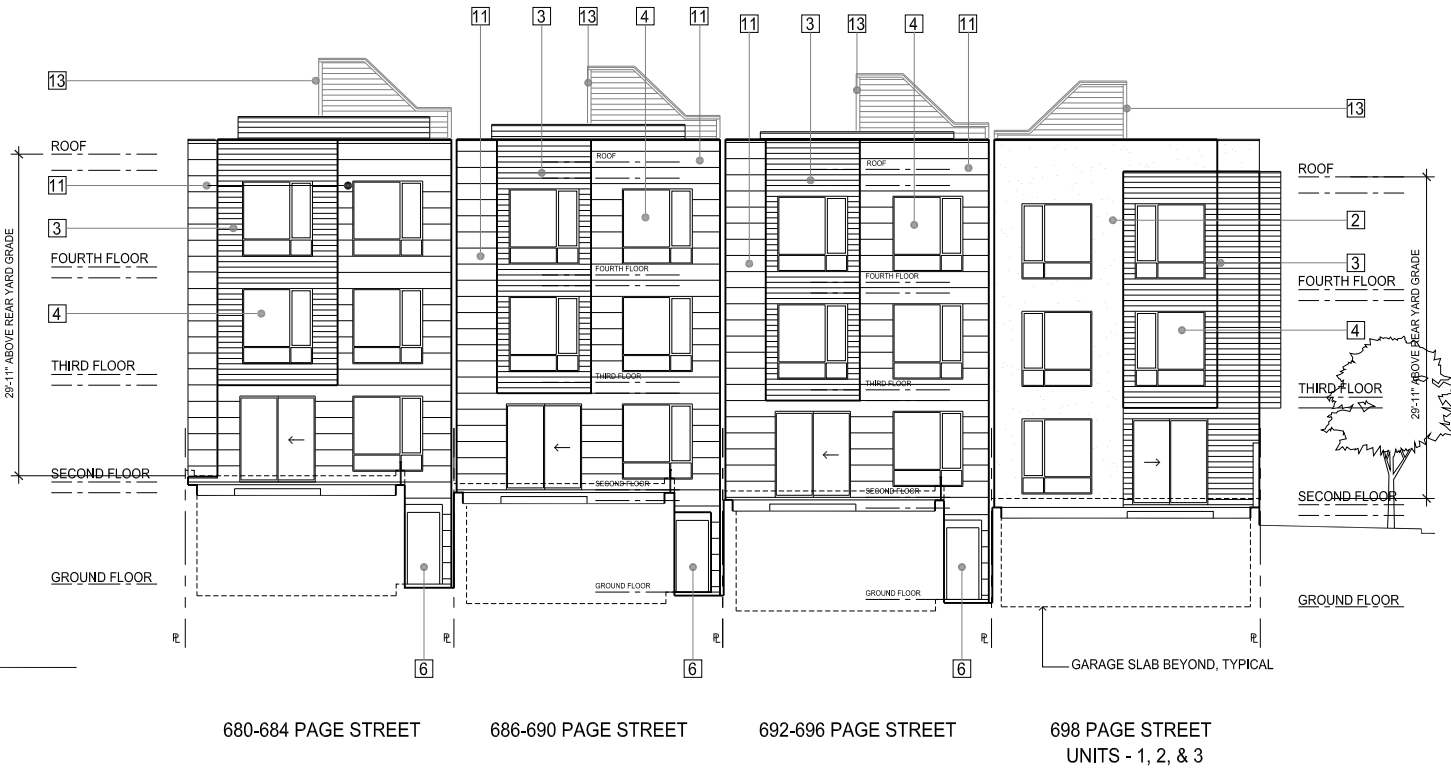 11
3
13
4
11
11
3
13
4
11
13
13
ROOF
11
3
29'-11" ABOVE REAR YARD GRADE
FOURTH FLOOR
4
THIRD FLOOR
SECOND FLOOR
GROUND FLOOR
ROOF
FOURTH FLOOR
THIRD FLOOR
SECOND FLOOR
GROUND FLOOR
ROOF
FOURTH FLOOR
THIRD FLOOR
SECOND FLOOR
GROUND FLOOR
ROOF
2
3
FOURTH FLOOR
4
29'-11" ABOVE REAR YARD GRADE
THIRD FLOOR
SECOND FLOOR
GROUND FLOOR
PL
PL
PL
PL
6
6
6
GARAGE SLAB BEYOND, TYPICAL
680-684 PAGE STREET
686-690 PAGE STREET
692-696 PAGE STREET
698 PAGE STREET
UNITS - 1, 2, & 3